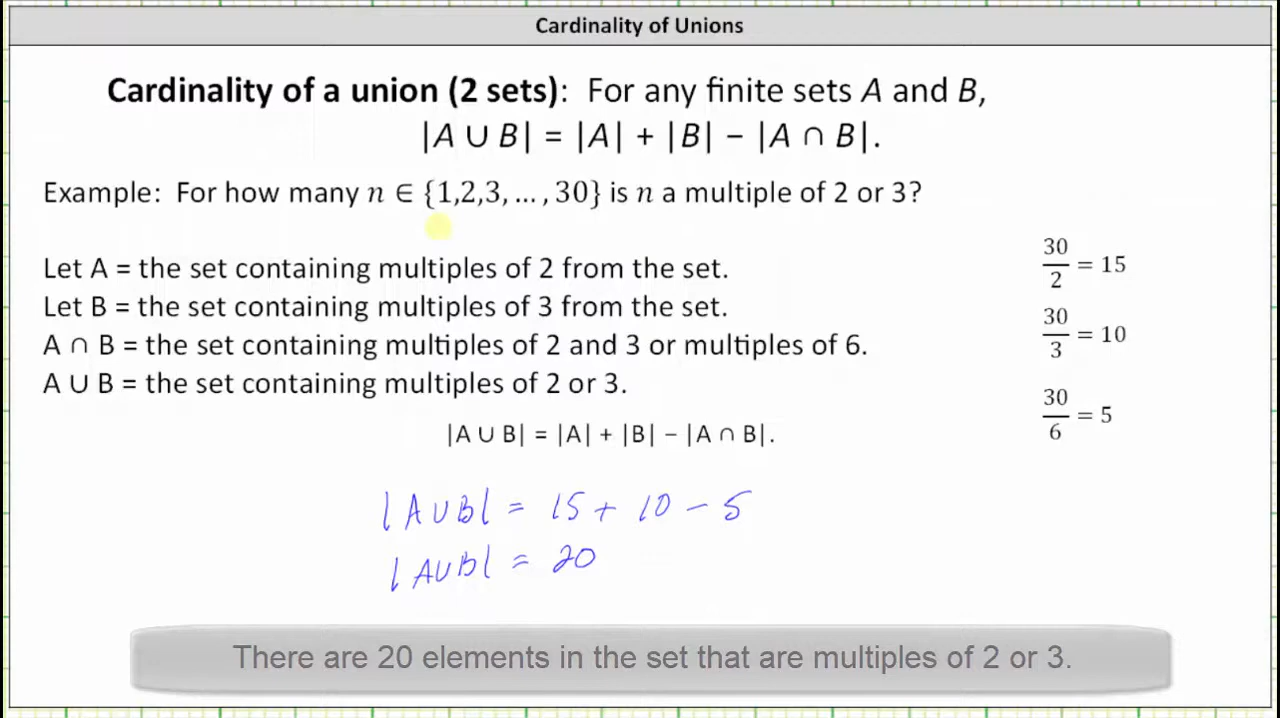 Cardinality of Unions
Cardinality of a union (2 sets): For any finite sets A and B,
|A ∪ B| = |A| + |B| − |A ∩ B|.
Example: For how many n ∈ {1,2,3, … , 30} is n a multiple of 2 or 3?
Let A = the set containing multiples of 2 from the set.
Let B = the set containing multiples of 3 from the set.
A ∩ B = the set containing multiples of 2 and 3 or multiples of 6.
A ∪ B = the set containing multiples of 2 or 3.
30/2 = 15
30/3 = 10
30/6 = 5
|A ∪ B| = |A| + |B| − |A ∩ B|.
|A∪B| = 15 + 10 − 5
|A∪B| = 20
There are 20 elements in the set that are multiples of 2 or 3.